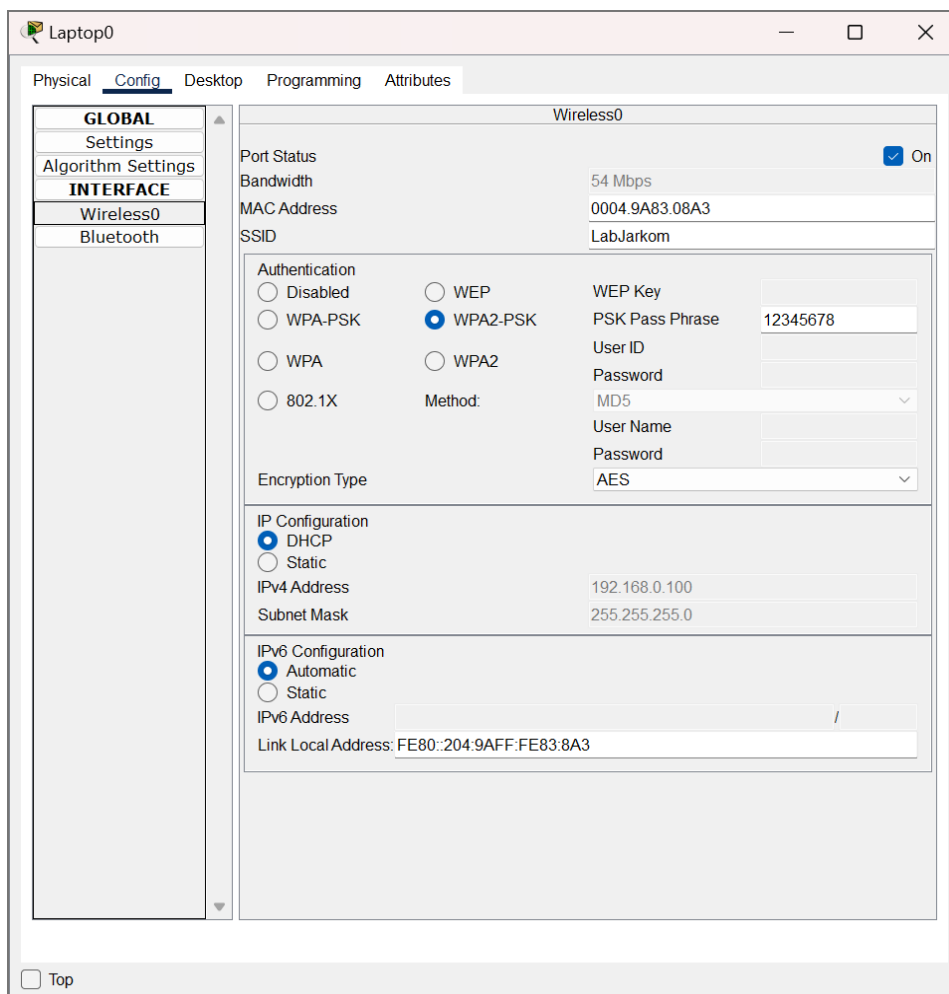 Laptop0
Physical Config Desktop Programming Attributes
GLOBAL
Settings
Algorithm Settings
INTERFACE
Wireless0
Bluetooth
Wireless0
Port Status On
Bandwidth 54 Mbps
MAC Address 0004.9A83.08A3
SSID LabJarkom
Authentication
Disabled WEP WEP Key
WPA-PSK WPA2-PSK PSK Pass Phrase 12345678
User ID
WPA WPA2
Password
802.1X Method: MD5
User Name
Password
Encryption Type AES
IP Configuration
DHCP
Static
IPv4 Address 192.168.0.100
Subnet Mask 255.255.255.0
IPv6 Configuration
Automatic
Static
IPv6 Address /
Link Local Address: FE80::204:9AFF:FE83:8A3
Top